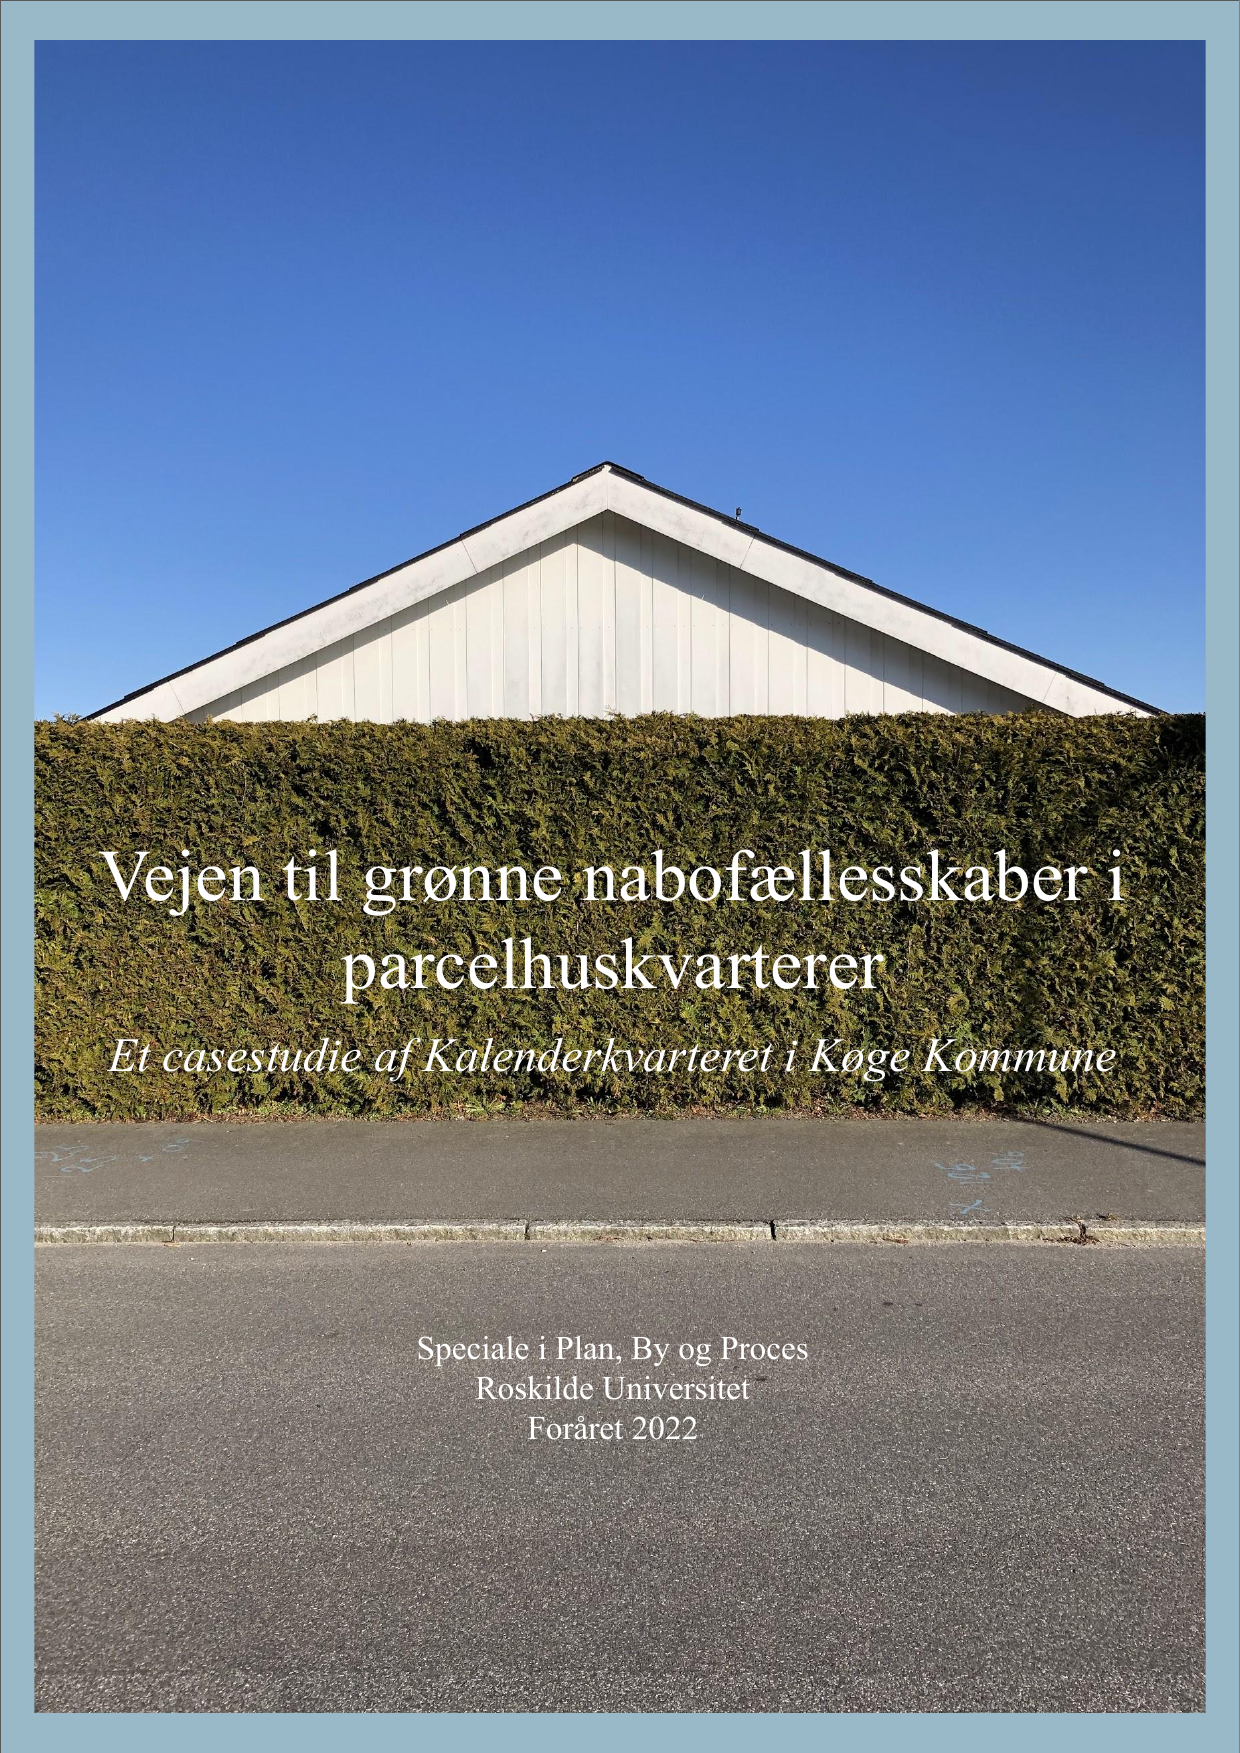 Vejen til grønne nabofællesskaber i
parcelhuskvarterer
Et casestudie af Kalenderkvarteret i Køge Kommune
Speciale i Plan, By og Proces
Roskilde Universitet
Foråret 2022